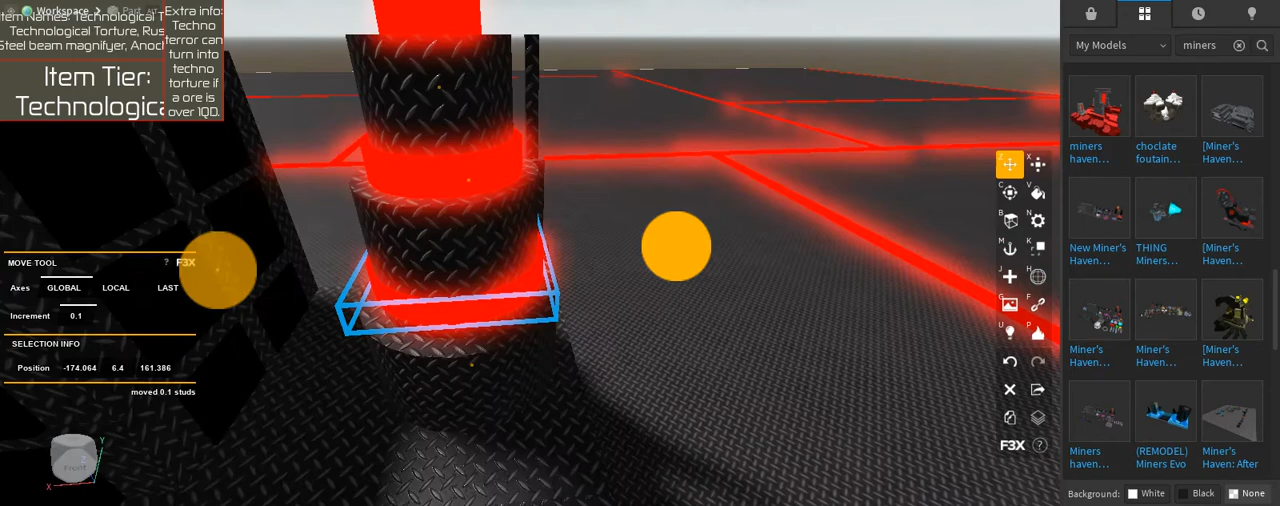 Workspace
Part
Item Names: Technological T
Technological Torture, Rus
Steel beam magnifyer, Anoc
Item Tier:
Technologica
Extra info:
Techno
terror can
turn into
techno
torture if
a ore is
over 1QD.
MOVE TOOL
?
F3X
Axes
GLOBAL
LOCAL
LAST
Increment
0.1
SELECTION INFO
Position
-174.064
6.4
161.386
moved 0.1 studs
Front
Y
X
Z
X
C
V
B
N
M
K
J
H
G
F
U
P
F3X
?
My Models
miners
miners
haven...
choclate
foutain...
[Miner's
Haven...
New Miner's
Haven...
THING
Miners...
[Miner's
Haven...
Miner's
Haven...
Miner's
Haven...
[Miner's
Haven...
Miners
haven...
(REMODEL)
Miners Evo
Miner's
Haven: After
Background:
White
Black
None